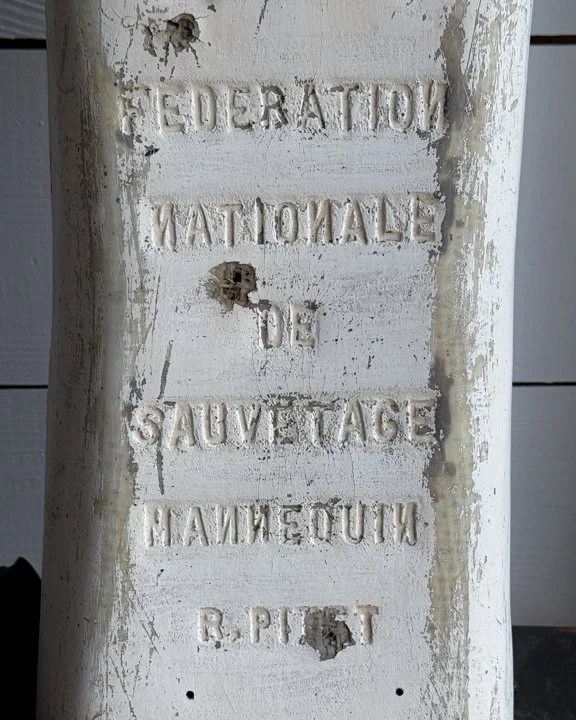 FEDERATION
NATIONALE
DE
SAUVETAGE
MANNEQUIN
R.